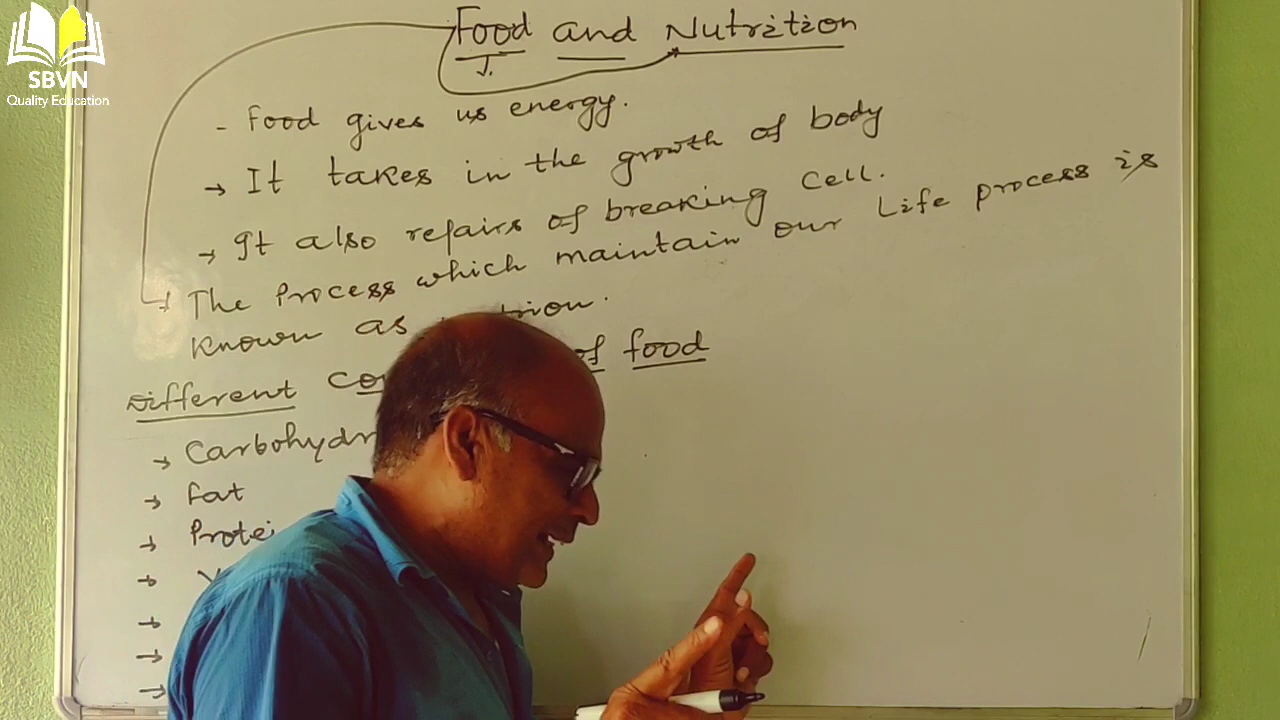 SBVN
Quality Education
Food and Nutrition
- Food gives us energy.
→ It takes in the growth of body
→ It also repairs of breaking cell.
→ The Process which maintain our Life process is
known as
Different of food
→ Carbohydr
→ Fat
→ Protei
→ V
→
→
→